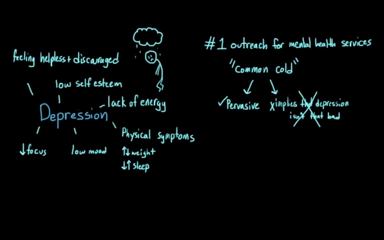 feeling helpless + discouraged
low self esteem
lack of energy
Depression
Physical symptoms
↑↓ weight
↓↑ sleep
↓ focus
low mood
#1 outreach for mental health services
"Common cold"
✓ Pervasive
X implies that depression
isn't that bad